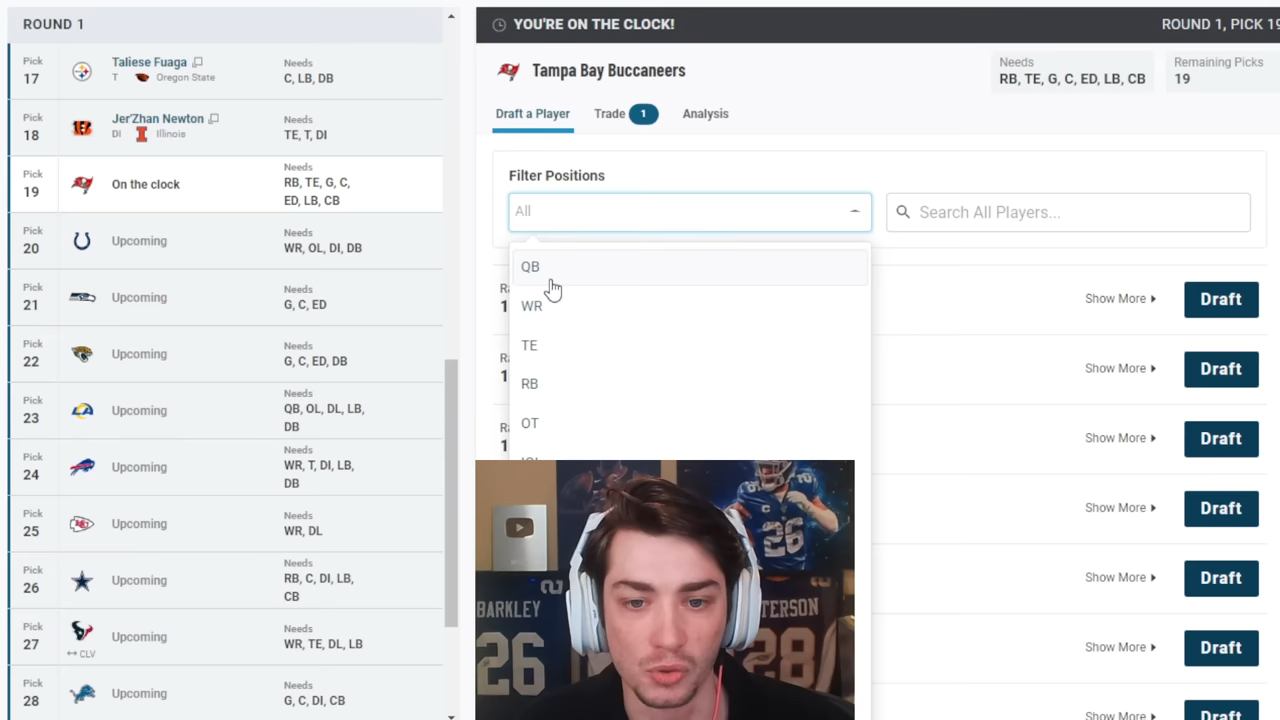 ROUND 1
Pick
17
Taliese Fuaga
T Oregon State
Needs
C, LB, DB
Pick
18
Jer'Zhan Newton
DI Illinois
Needs
TE, T, DI
Pick
19
On the clock
Needs
RB, TE, G, C,
ED, LB, CB
Pick
20
Upcoming
Needs
WR, OL, DI, DB
Pick
21
Upcoming
Needs
G, C, ED
Pick
22
Upcoming
Needs
G, C, ED, DB
Pick
23
Upcoming
Needs
QB, OL, DL, LB,
DB
Pick
24
Upcoming
Needs
WR, T, DI, LB,
DB
Pick
25
Upcoming
Needs
WR, DL
Pick
26
Upcoming
Needs
RB, C, DI, LB,
CB
Pick
27
↔ CLV
Upcoming
Needs
WR, TE, DL, LB
Pick
28
Upcoming
Needs
G, C, DI, CB
YOU'RE ON THE CLOCK!
ROUND 1, PICK 19
Tampa Bay Buccaneers
Needs
RB, TE, G, C, ED, LB, CB
Remaining Picks
19
Draft a Player
Trade 1
Analysis
Filter Positions
All
Search All Players...
QB
WR
TE
RB
OT
Show More
Draft
Show More
Draft
Show More
Draft
Show More
Draft
Show More
Draft
Show More
Draft
Show More
Draft
BARKLEY
26
26
TERSON
28